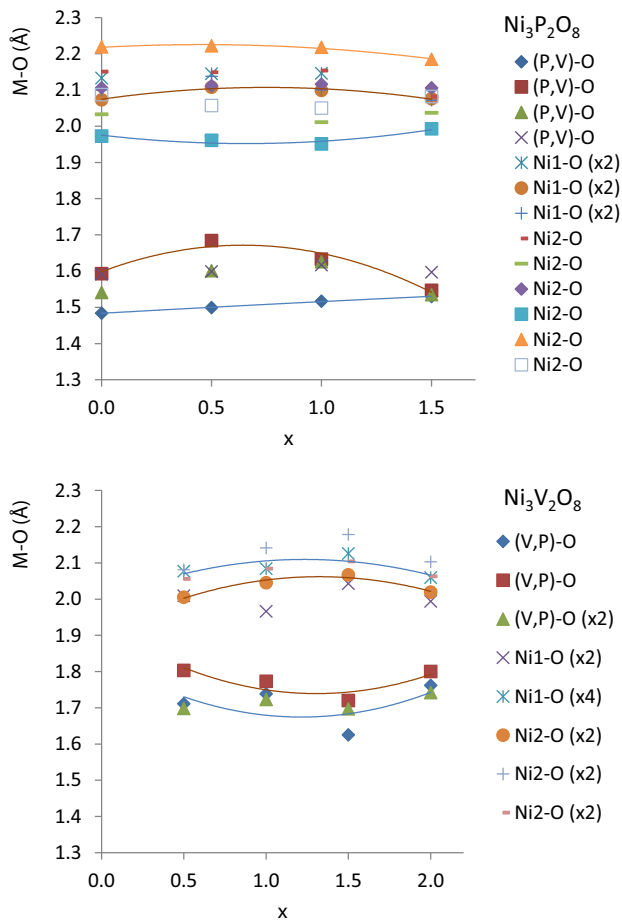 Ni₃P₂O₈
M-O (Å)
2.3
2.2
2.1
2.0
1.9
1.8
1.7
1.6
1.5
1.4
1.3
0.0 0.5 1.0 1.5
x
(P,V)-O
(P,V)-O
(P,V)-O
(P,V)-O
Ni1-O (x2)
Ni1-O (x2)
Ni1-O (x2)
Ni2-O
Ni2-O
Ni2-O
Ni2-O
Ni2-O
Ni2-O
Ni₃V₂O₈
M-O (Å)
2.3
2.2
2.1
2.0
1.9
1.8
1.7
1.6
1.5
1.4
1.3
0.0 0.5 1.0 1.5 2.0
x
(V,P)-O
(V,P)-O
(V,P)-O (x2)
Ni1-O (x2)
Ni1-O (x4)
Ni2-O (x2)
Ni2-O (x2)
Ni2-O (x2)